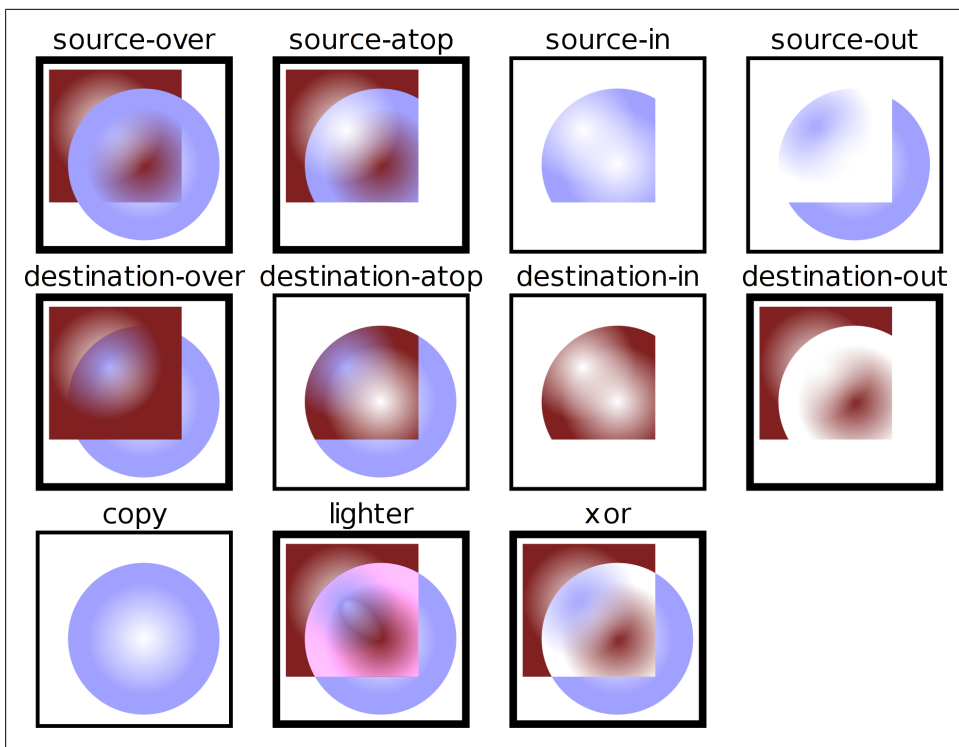 source-over
source-atop
source-in
source-out
destination-over
destination-atop
destination-in
destination-out
copy
lighter
xor